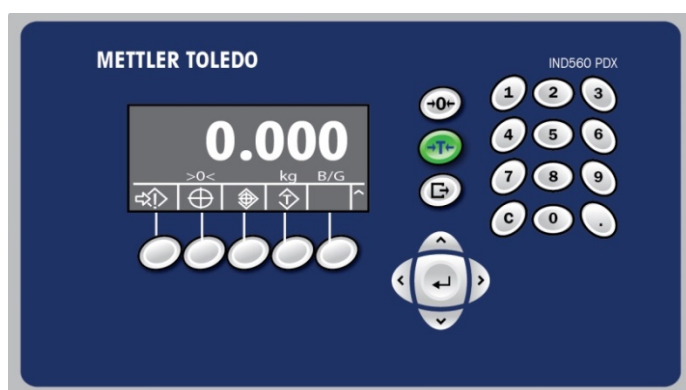 METTLER TOLEDO
IND560 PDX
0.000
>0< kg B/G
T
→0←
→T←
1 2 3
4 5 6
7 8 9
C 0 .